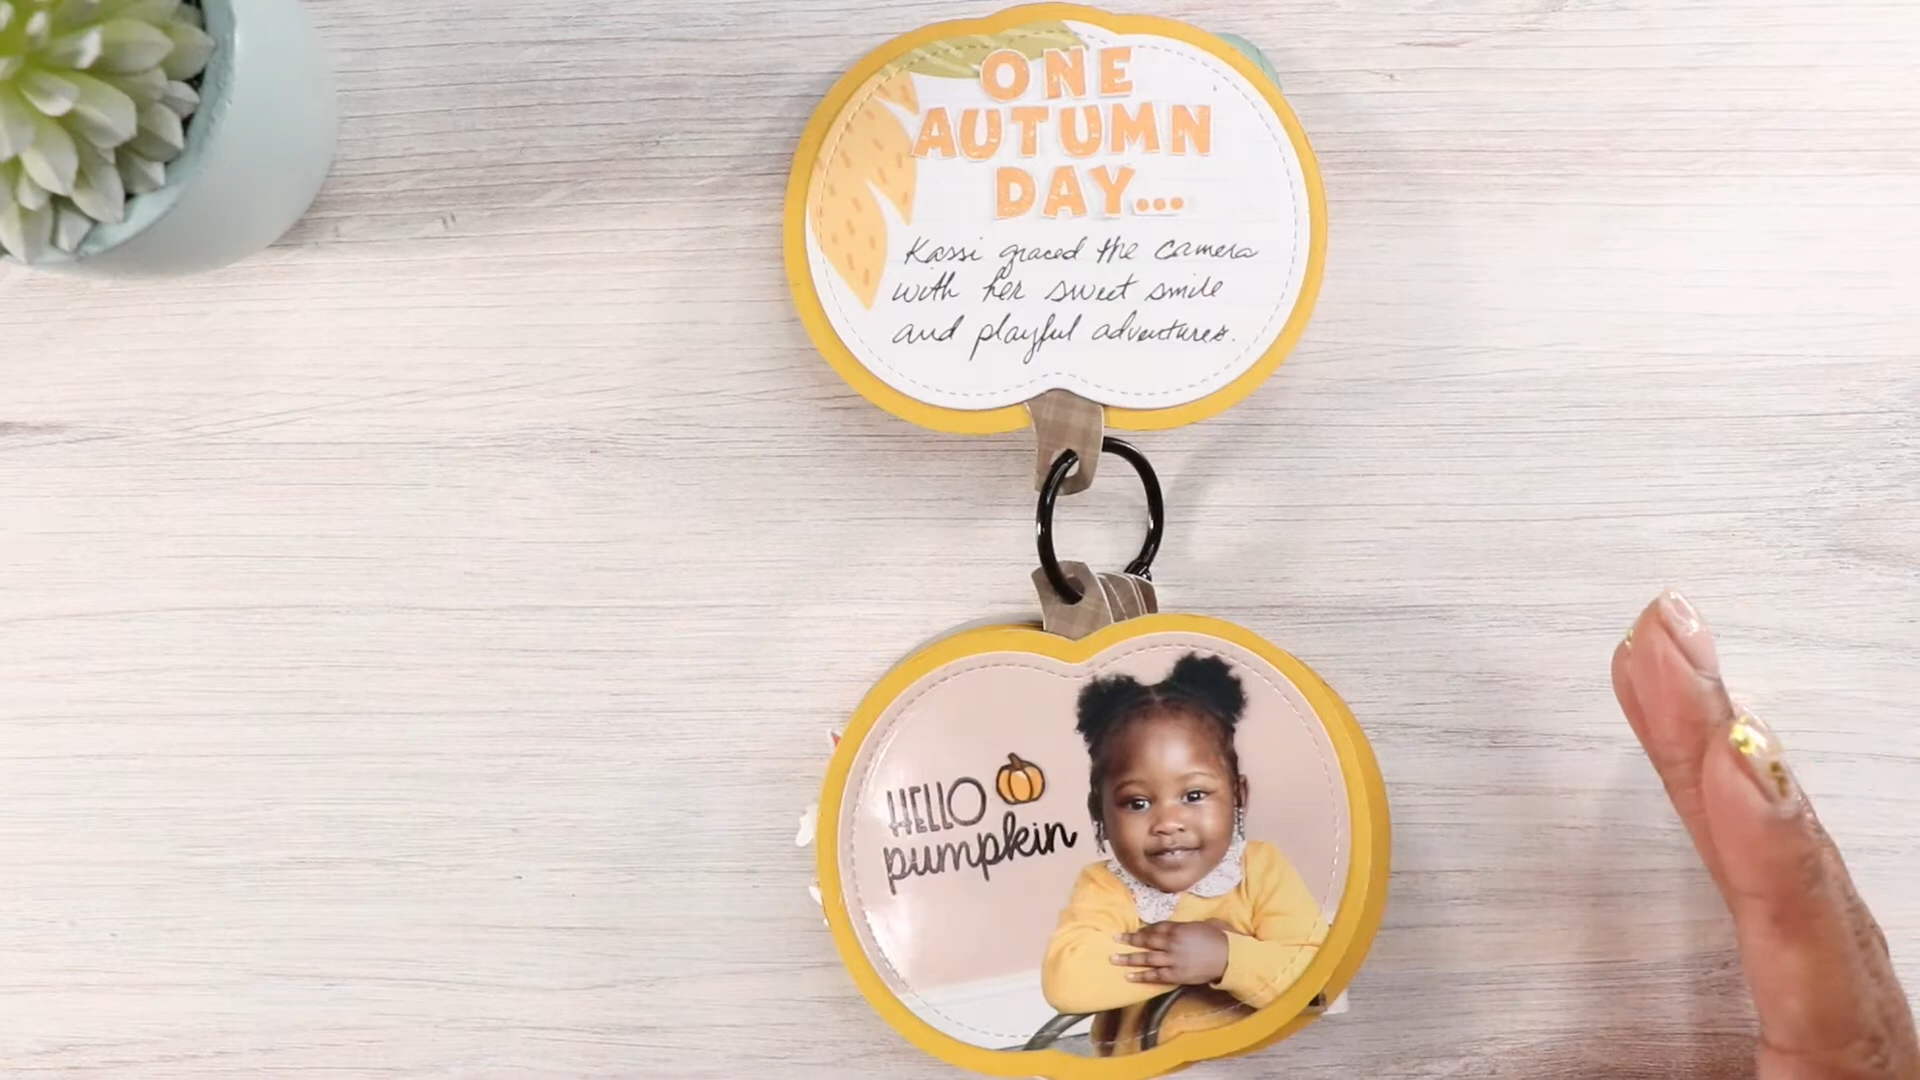 ONE
AUTUMN
DAY...
Kassi graced the camera
with her sweet smile
and playful adventures.
HELLO
pumpkin